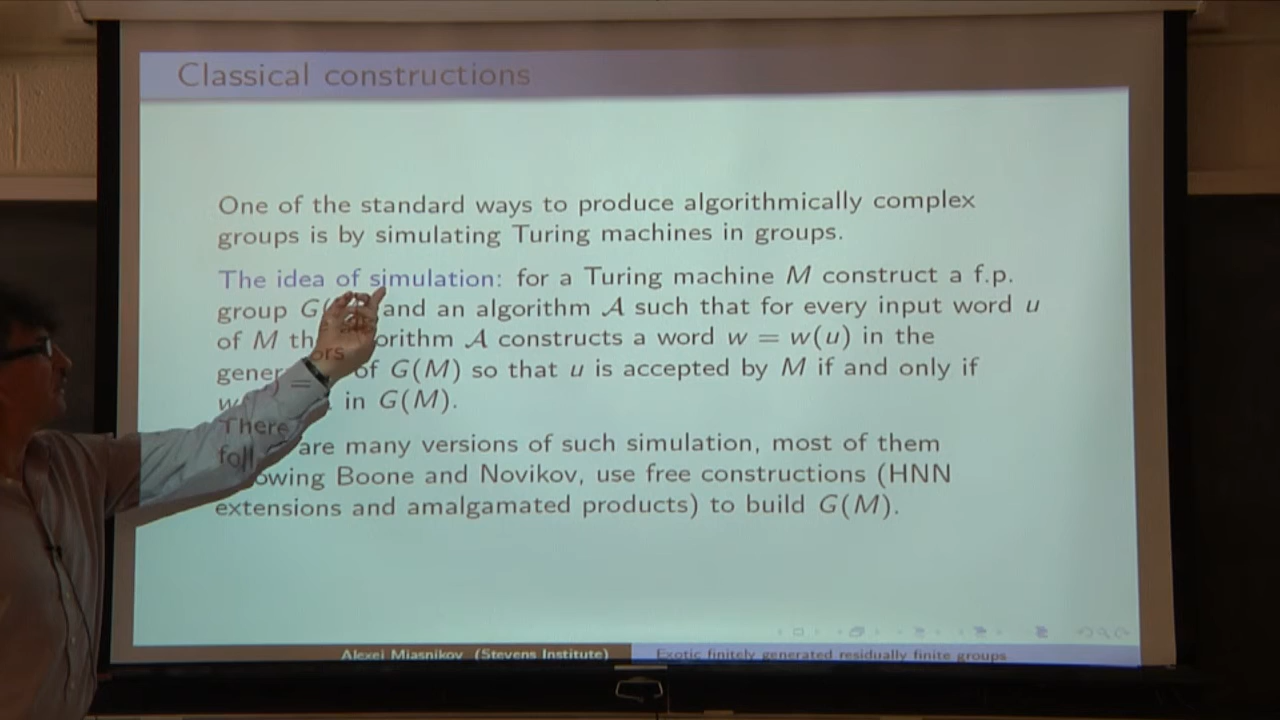 Classical constructions
One of the standard ways to produce algorithmically complex
groups is by simulating Turing machines in groups.
The idea of simulation: for a Turing machine M construct a f.p.
group G( and an algorithm A such that for every input word u
of M th orithm A constructs a word w = w(u) in the
generators of G(M) so that u is accepted by M if and only if
w = in G(M).
There are many versions of such simulation, most of them
following Boone and Novikov, use free constructions (HNN
extensions and amalgamated products) to build G(M).
Alexei Miasnikov (Stevens Institute) Exotic finitely generated residually finite groups